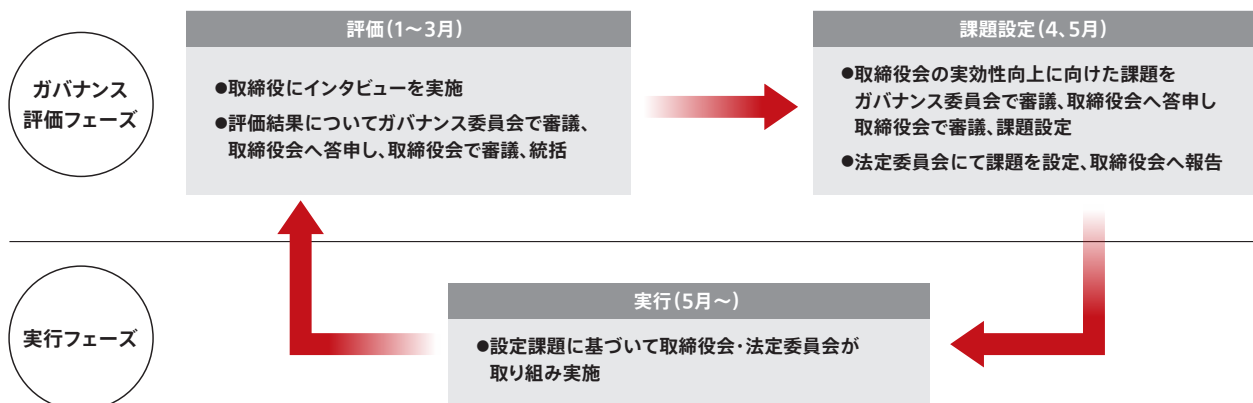 ガバナンス
評価フェーズ
評価（1〜3月）
●取締役にインタビューを実施
●評価結果についてガバナンス委員会で審議、
取締役会へ答申し、取締役会で審議、統括
課題設定（4、5月）
●取締役会の実効性向上に向けた課題を
ガバナンス委員会で審議、取締役会へ答申し
取締役会で審議、課題設定
●法定委員会にて課題を設定、取締役会へ報告
実行フェーズ
実行（5月〜）
●設定課題に基づいて取締役会・法定委員会が
取り組み実施